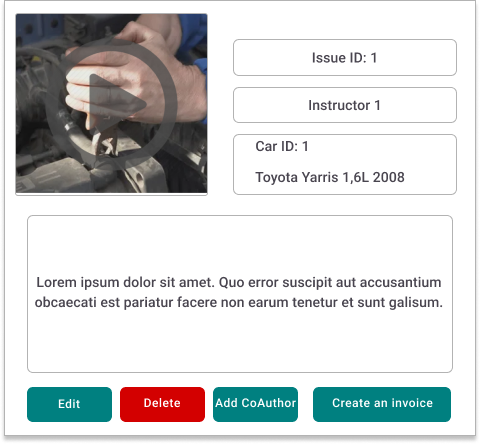 Issue ID: 1
Instructor 1
Car ID: 1
Toyota Yarris 1,6L 2008
Lorem ipsum dolor sit amet. Quo error suscipit aut accusantium
obcaecati est pariatur facere non earum tenetur et sunt galisum.
Edit
Delete
Add CoAuthor
Create an invoice